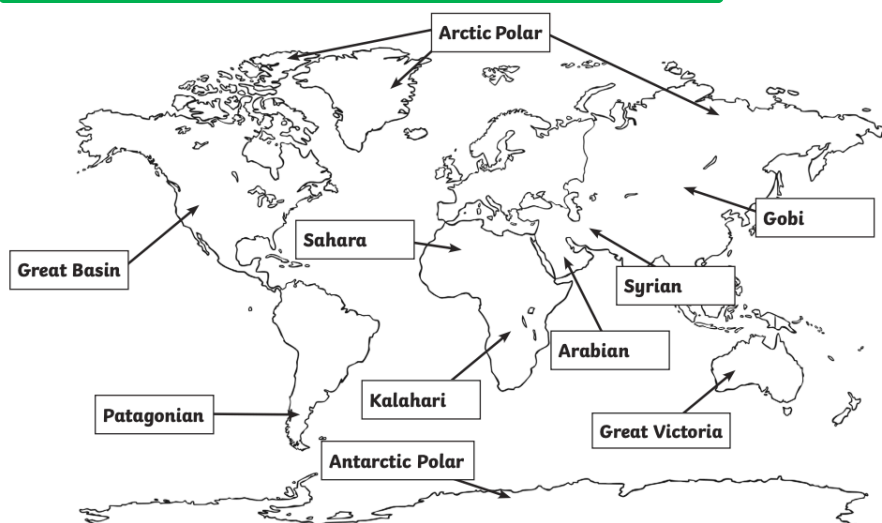 Arctic Polar
Gobi
Sahara
Great Basin
Syrian
Arabian
Kalahari
Patagonian
Great Victoria
Antarctic Polar